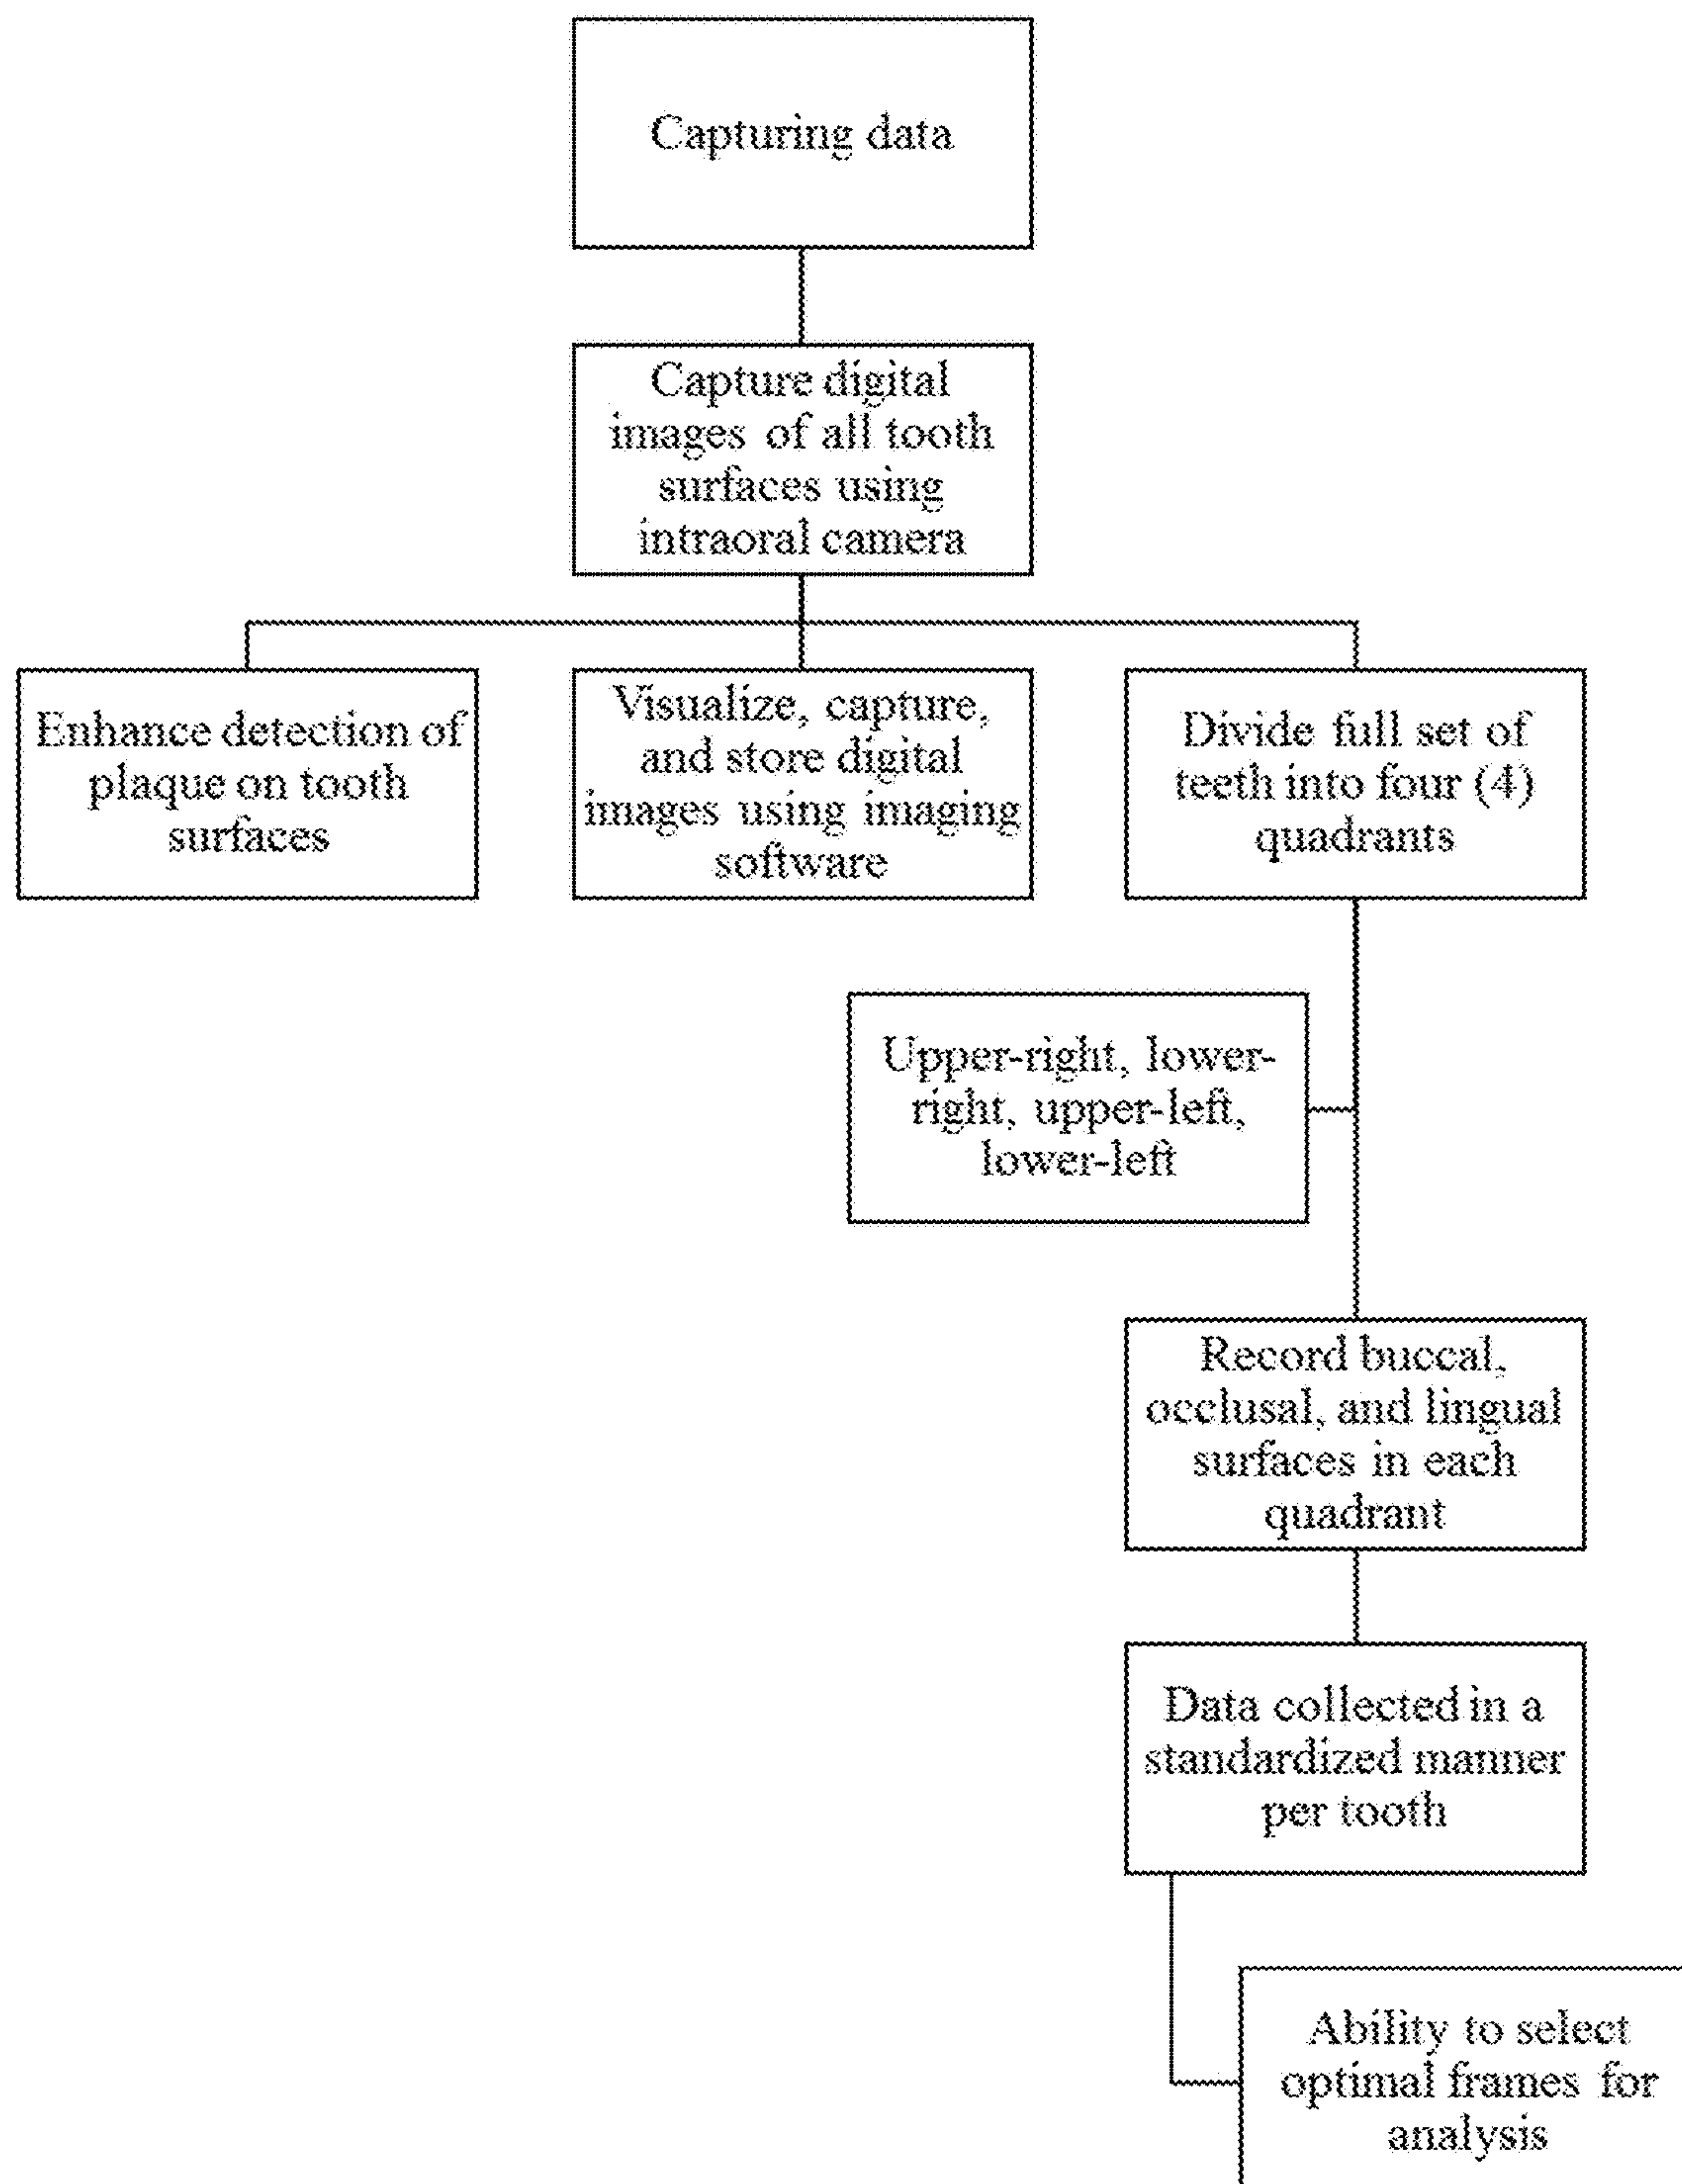 Capturing data
Capture digital
images of all tooth
surfaces using
intraoral camera
Enhance detection of
plaque on tooth
surfaces
Visualize, capture,
and store digital
images using imaging
software
Divide full set of
teeth into four (4)
quadrants
Upper-right, lower-
right, upper-left,
lower-left
Record buccal,
occlusal, and lingual
surfaces in each
quadrant
Data collected in a
standardized manner
per tooth
Ability to select
optimal frames for
analysis